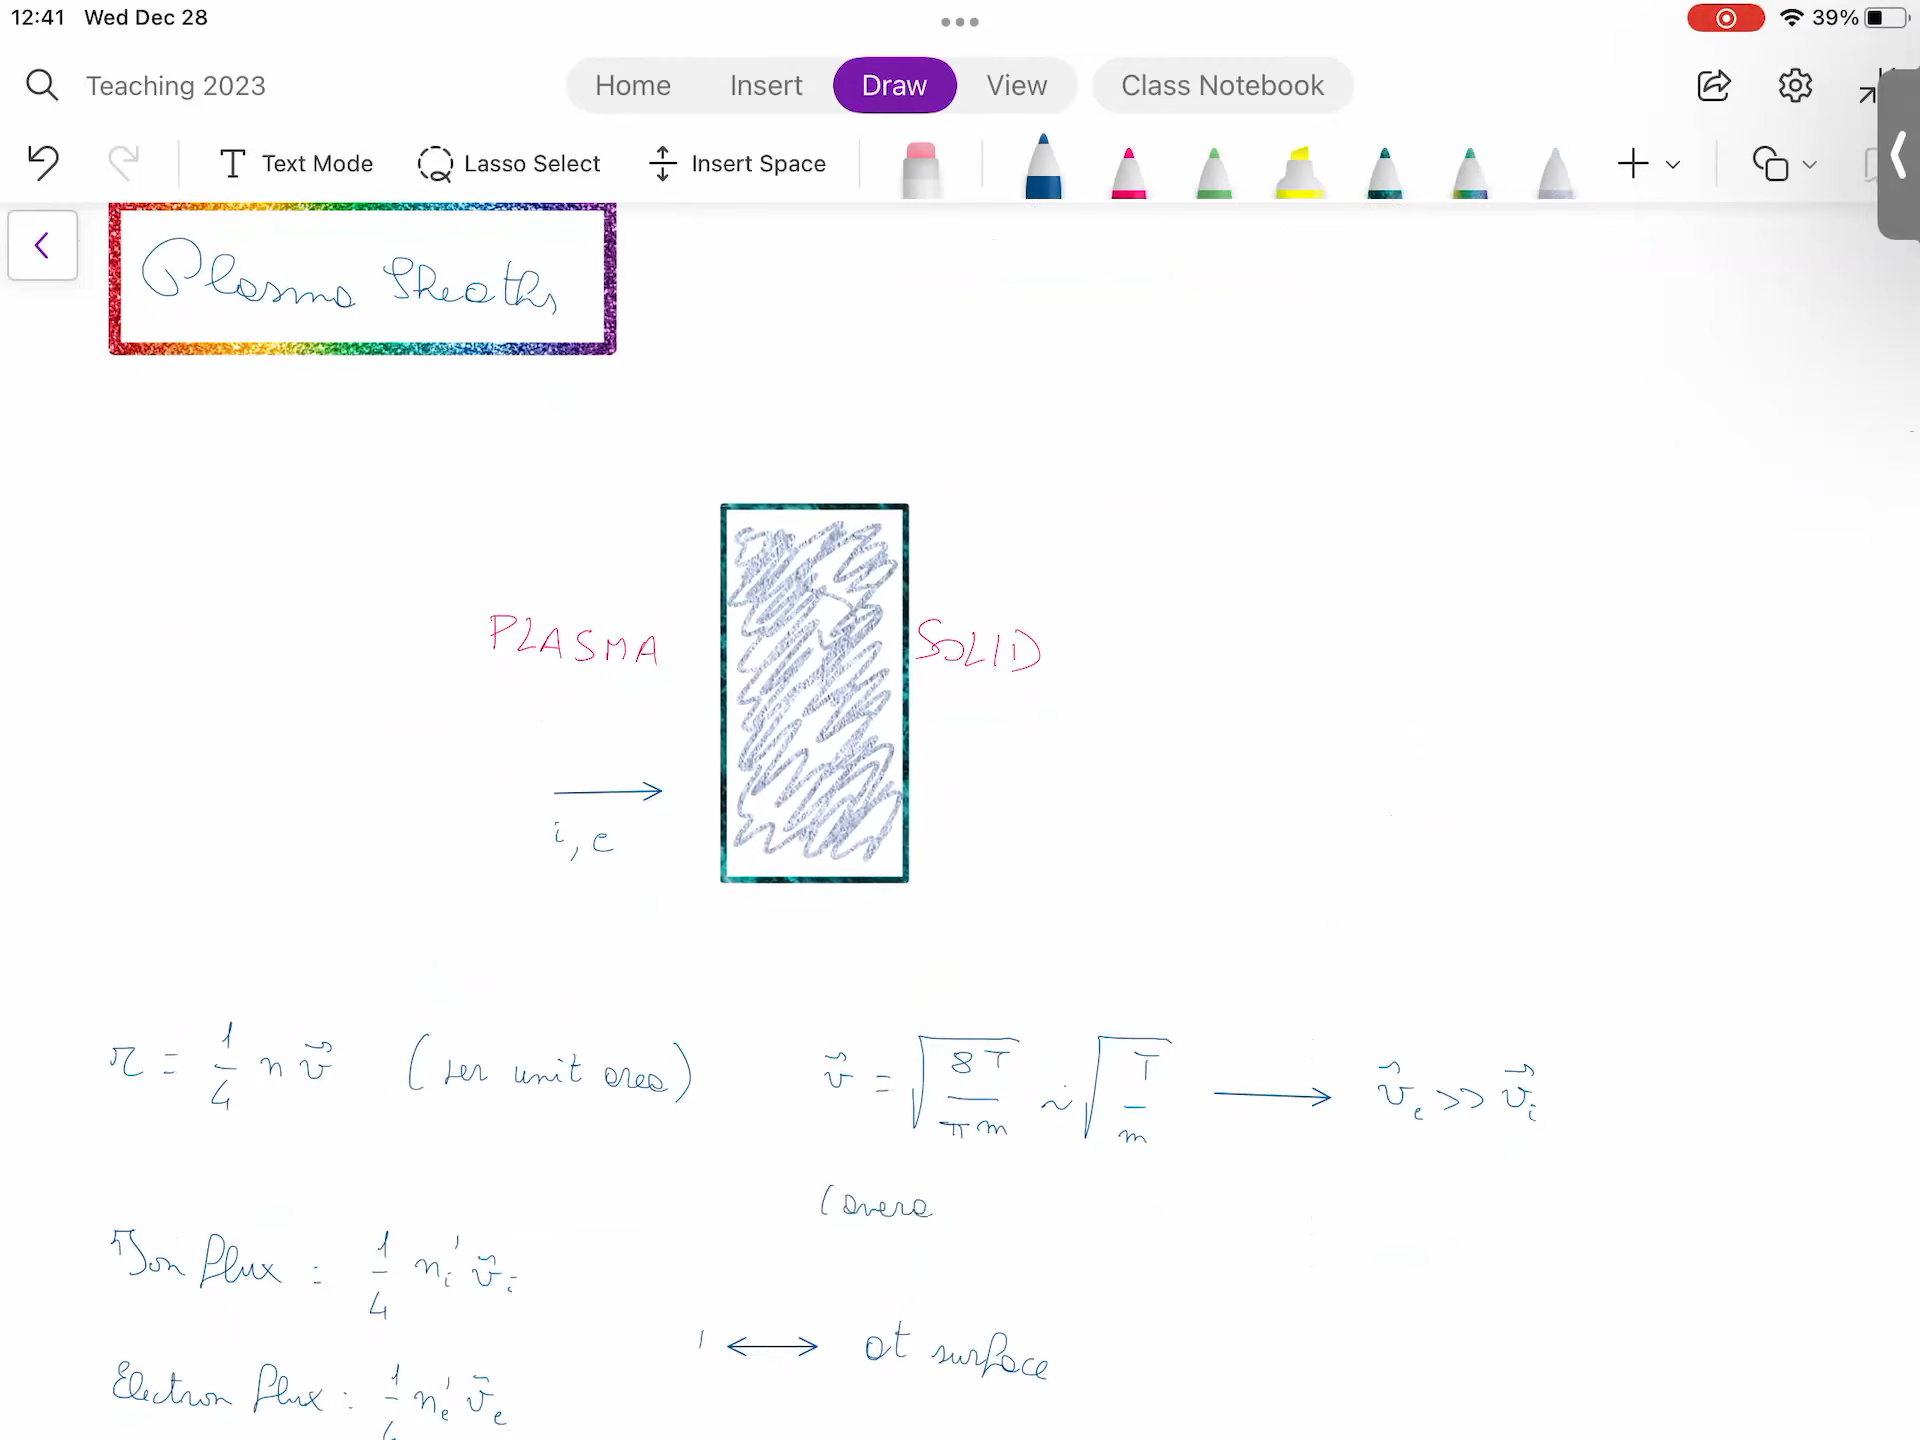 12:41 Wed Dec 28 39%
Teaching 2023 Home Insert Draw View Class Notebook
Text Mode Lasso Select Insert Space
Plasma Sheaths
PLASMA SOLID
i, e
r = 1/4 n v̄ (per unit area) v̄ = √(8T/πm) ~ √(T/m) ⟶ v̄e >> v̄i
(avera
Ion flux : 1/4 ni' v̄i
' ⟷ at surface
Electron flux : 1/4 ne' v̄e